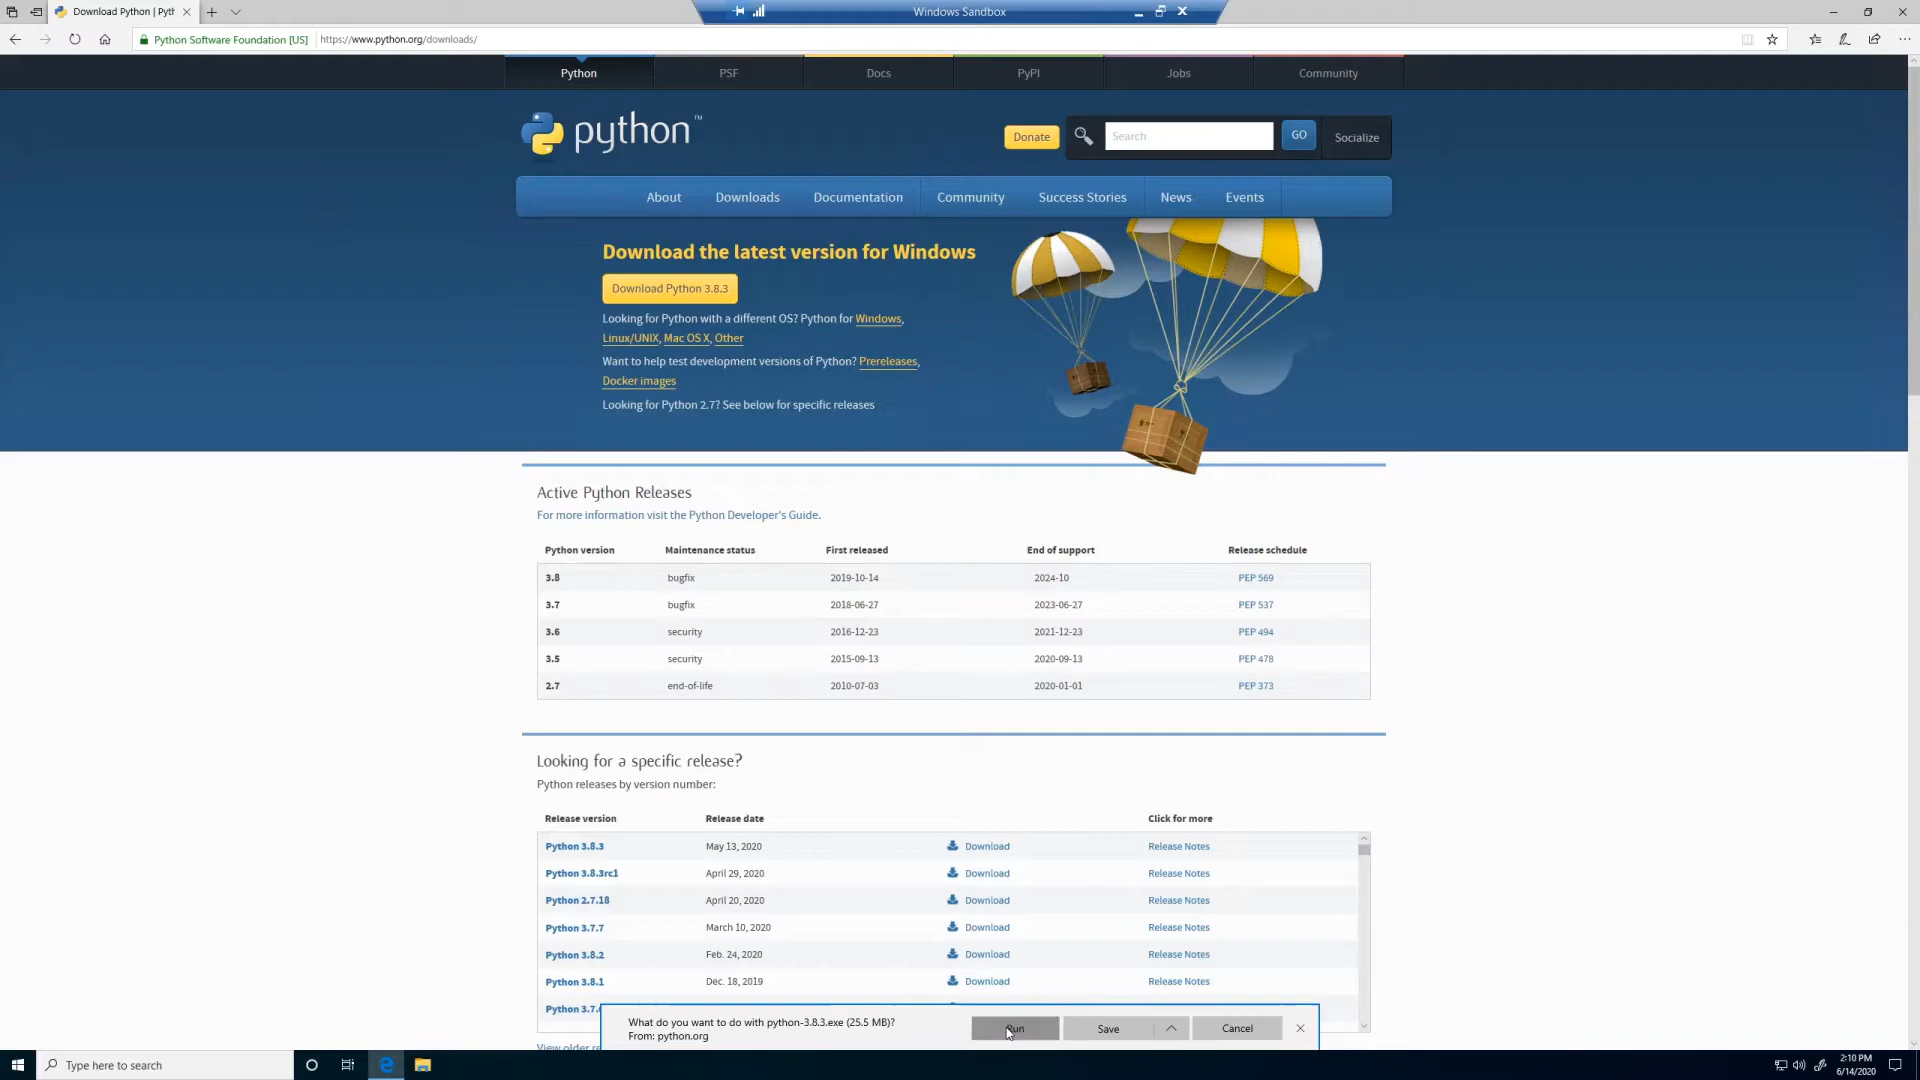 Download Python | Pyth
Windows Sandbox
Python Software Foundation [US]
https://www.python.org/downloads/
Python
PSF
Docs
PyPI
Jobs
Community
python™
Donate
Search
GO
Socialize
About
Downloads
Documentation
Community
Success Stories
News
Events
Download the latest version for Windows
Download Python 3.8.3
Looking for Python with a different OS? Python for Windows,
Linux/UNIX, Mac OS X, Other
Want to help test development versions of Python? Prereleases,
Docker images
Looking for Python 2.7? See below for specific releases
Active Python Releases
For more information visit the Python Developer's Guide.
Python version Maintenance status First released End of support Release schedule
3.8 bugfix 2019-10-14 2024-10 PEP 569
3.7 bugfix 2018-06-27 2023-06-27 PEP 537
3.6 security 2016-12-23 2021-12-23 PEP 494
3.5 security 2015-09-13 2020-09-13 PEP 478
2.7 end-of-life 2010-07-03 2020-01-01 PEP 373
Looking for a specific release?
Python releases by version number:
Release version Release date Click for more
Python 3.8.3 May 13, 2020 Download Release Notes
Python 3.8.3rc1 April 29, 2020 Download Release Notes
Python 2.7.18 April 20, 2020 Download Release Notes
Python 3.7.7 March 10, 2020 Download Release Notes
Python 3.8.2 Feb. 24, 2020 Download Release Notes
Python 3.8.1 Dec. 18, 2019 Download Release Notes
Python 3.7.
What do you want to do with python-3.8.3.exe (25.5 MB)?
From: python.org
Run
Save
Cancel
View older re
Type here to search
2:10 PM
6/14/2020